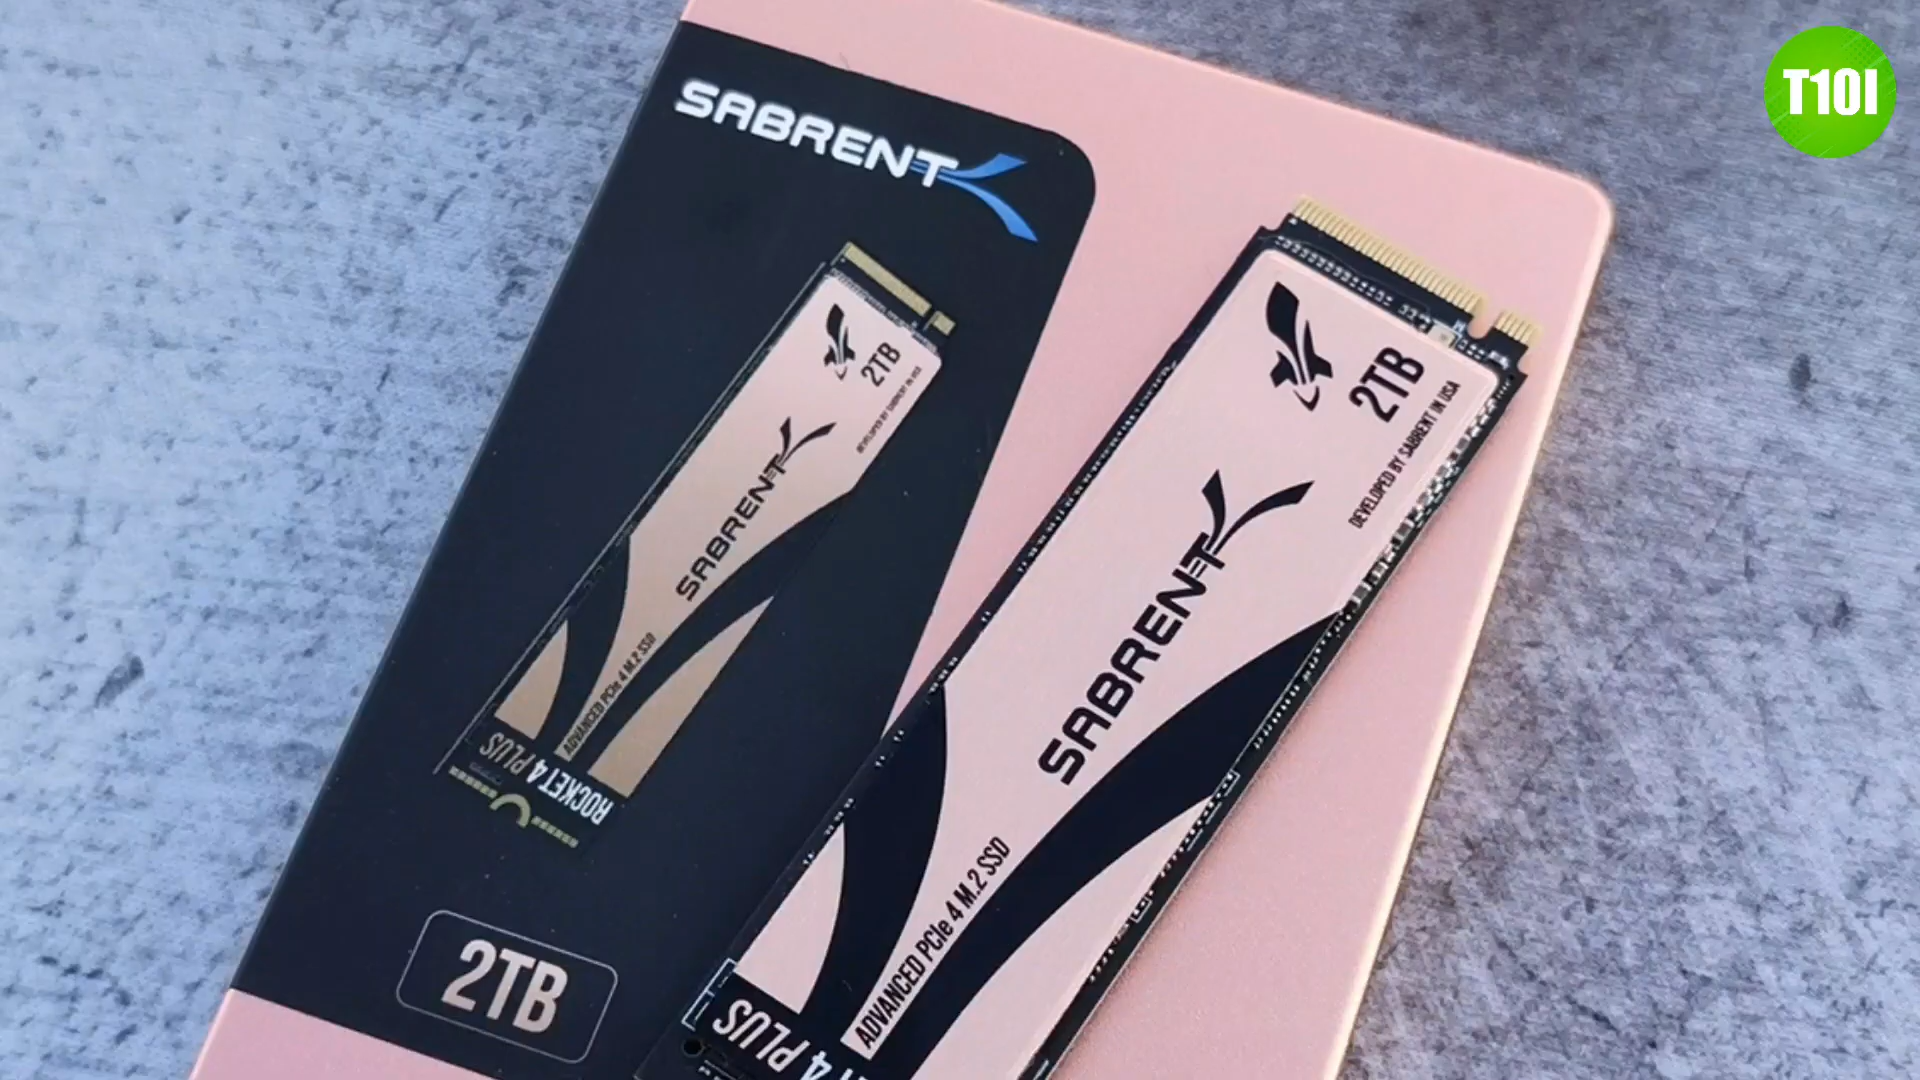 T10I
SABRENT
2TB
DEVELOPED BY SABRENT IN USA
SABRENT
ADVANCED PCIe 4 M.2 SSD
ROCKET 4 PLUS
2TB
2TB
DEVELOPED BY SABRENT IN USA
SABRENT
ADVANCED PCIe 4 M.2 SSD
4 PLUS